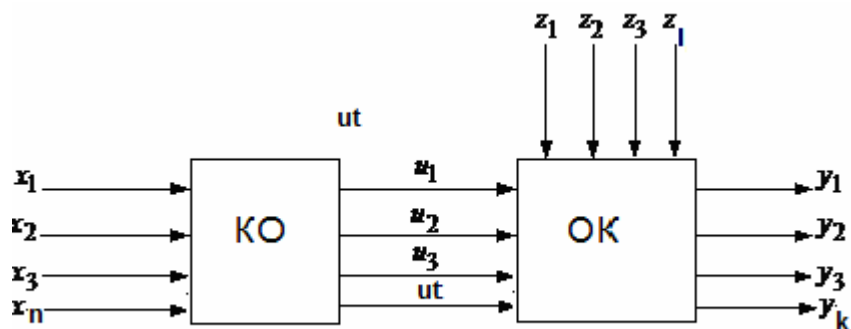 z1 z2 z3 zl
ut
x1 u1 y1
x2 КО u2 ОК y2
x3 u3 y3
xn ut yk